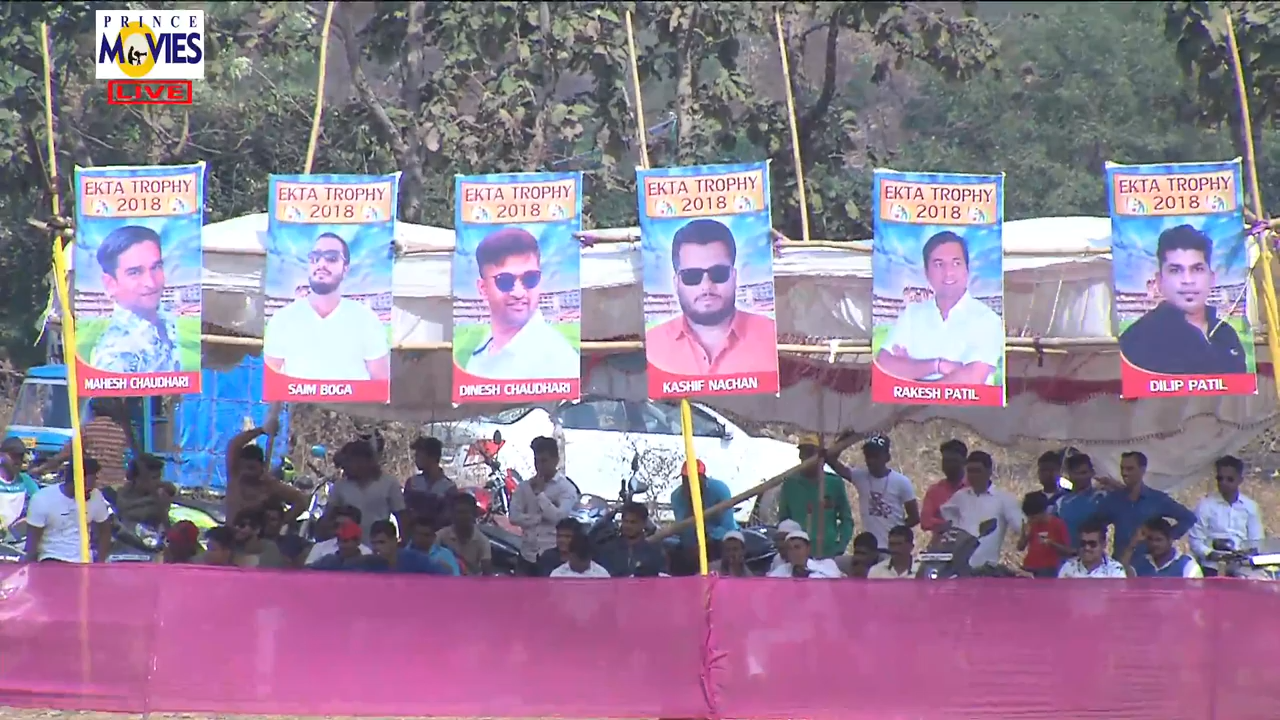 PRINCE
MOVIES
LIVE
EKTA TROPHY
2018
MAHESH CHAUDHARI
EKTA TROPHY
2018
SAIM BOGA
EKTA TROPHY
2018
DINESH CHAUDHARI
EKTA TROPHY
2018
KASHIF NACHAN
EKTA TROPHY
2018
RAKESH PATIL
EKTA TROPHY
2018
DILIP PATIL